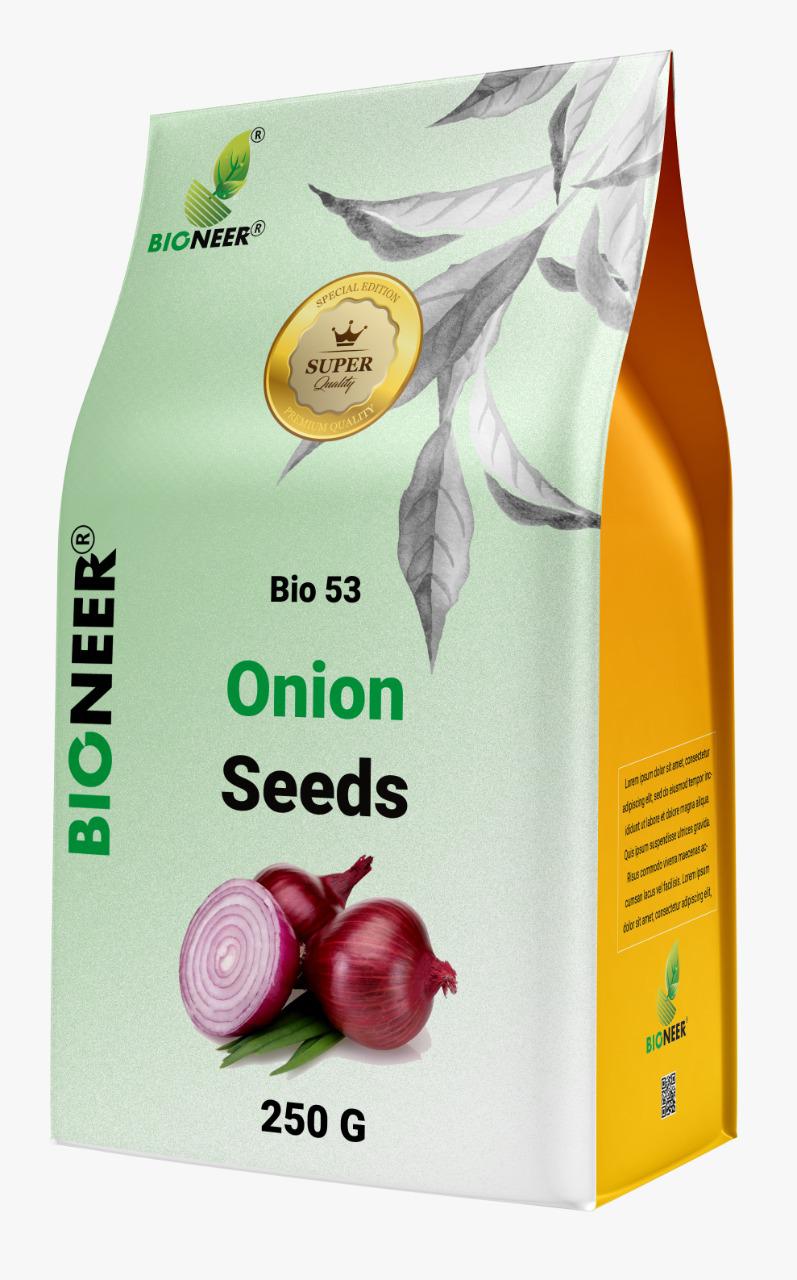 ®
BIONEER®
SPECIAL EDITION
SUPER
Quality
PREMIUM QUALITY
BIONEER®
Bio 53
Onion
Seeds
250 G
Lorem ipsum dolor sit amet, consectetur
adipiscing elit, sed do eiusmod tempor inc-
ididunt ut labore et dolore magna aliqua.
Quis ipsum suspendisse ultrices gravida.
Risus commodo viverra maecenas ac-
cumsan lacus vel facilisis. Lorem ipsum
dolor sit amet, consectetur adipiscing elit,
BIONEER®